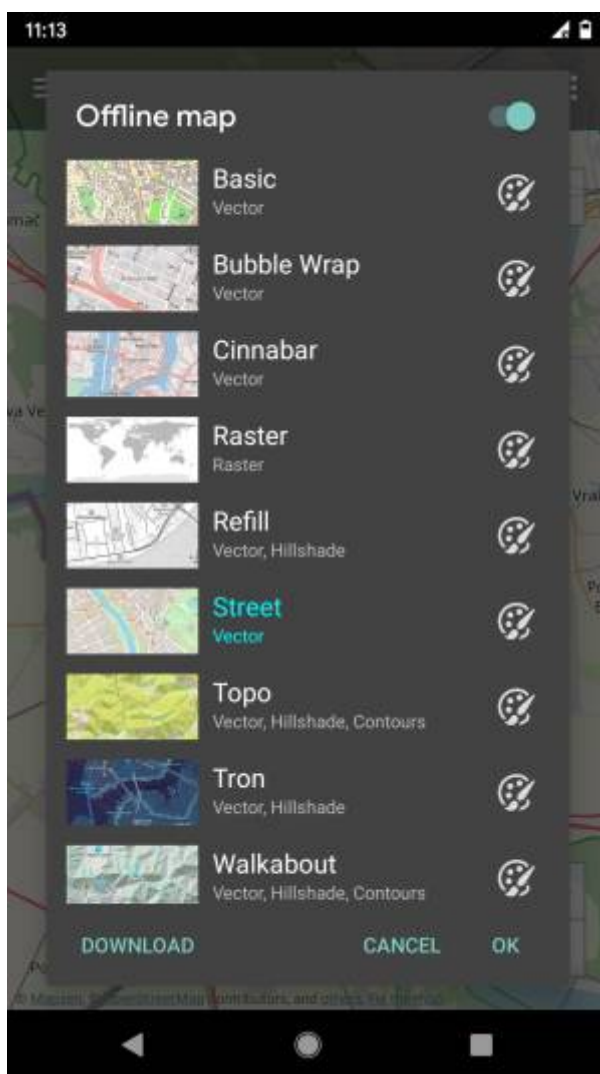 11:13
Offline map
Basic
Vector
Bubble Wrap
Vector
Cinnabar
Vector
Raster
Raster
Refill
Vector, Hillshade
Street
Vector
Topo
Vector, Hillshade, Contours
Tron
Vector, Hillshade
Walkabout
Vector, Hillshade, Contours
DOWNLOAD CANCEL OK